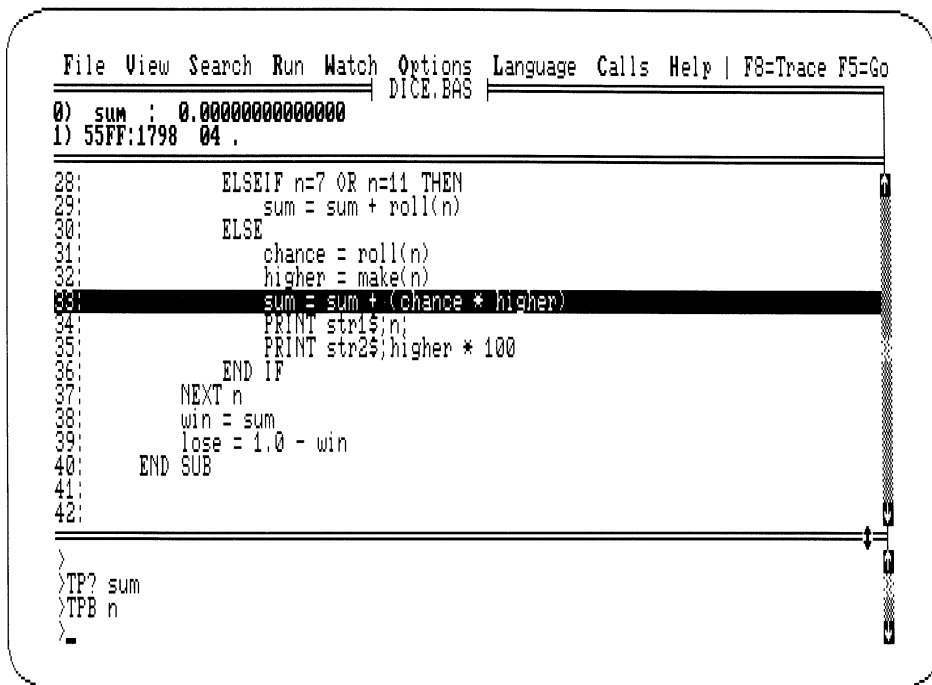 File View Search Run Watch Options Language Calls Help | F8=Trace F5=Go
DICE.BAS
0) sum : 0.00000000000000
1) 55FF:1798 04 .
28: ELSEIF n=7 OR n=11 THEN
29: sum = sum + roll(n)
30: ELSE
31: chance = roll(n)
32: higher = make(n)
33: sum = sum + (chance * higher)
34: PRINT str1$;n;
35: PRINT str2$;higher * 100
36: END IF
37: NEXT n
38: win = sum
39: lose = 1.0 - win
40: END SUB
41:
42:
>
>TP? sum
>TPB n
>_